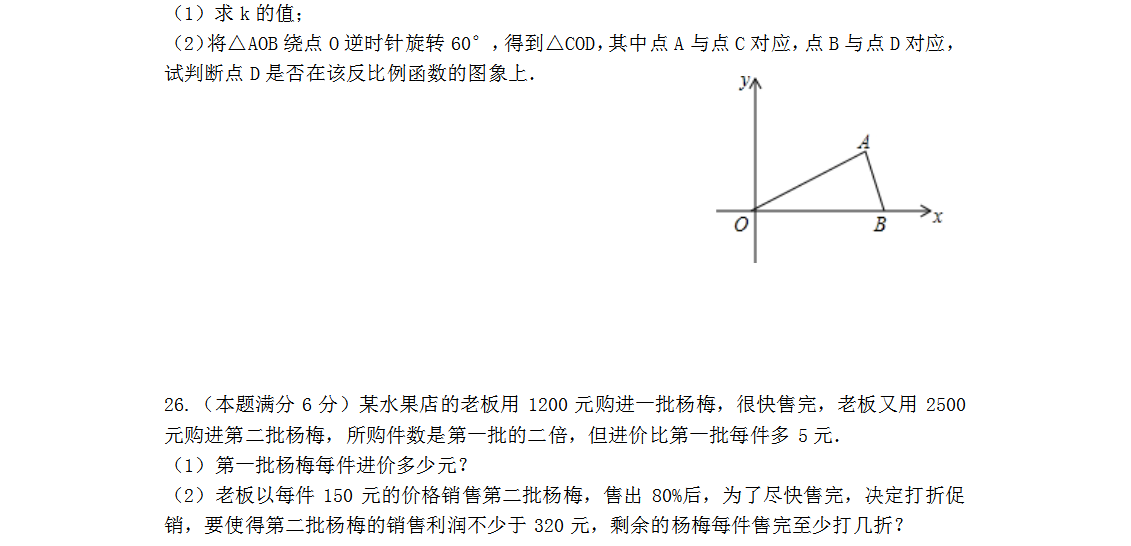 （1）求 k 的值；
（2）将△AOB 绕点 O 逆时针旋转 60°，得到△COD，其中点 A 与点 C 对应，点 B 与点 D 对应，
试判断点 D 是否在该反比例函数的图象上．
y
A
O
B
x
26.（本题满分 6 分）某水果店的老板用 1200 元购进一批杨梅，很快售完，老板又用 2500
元购进第二批杨梅，所购件数是第一批的二倍，但进价比第一批每件多 5 元．
（1）第一批杨梅每件进价多少元？
（2）老板以每件 150 元的价格销售第二批杨梅，售出 80%后，为了尽快售完，决定打折促
销，要使得第二批杨梅的销售利润不少于 320 元，剩余的杨梅每件售完至少打几折？